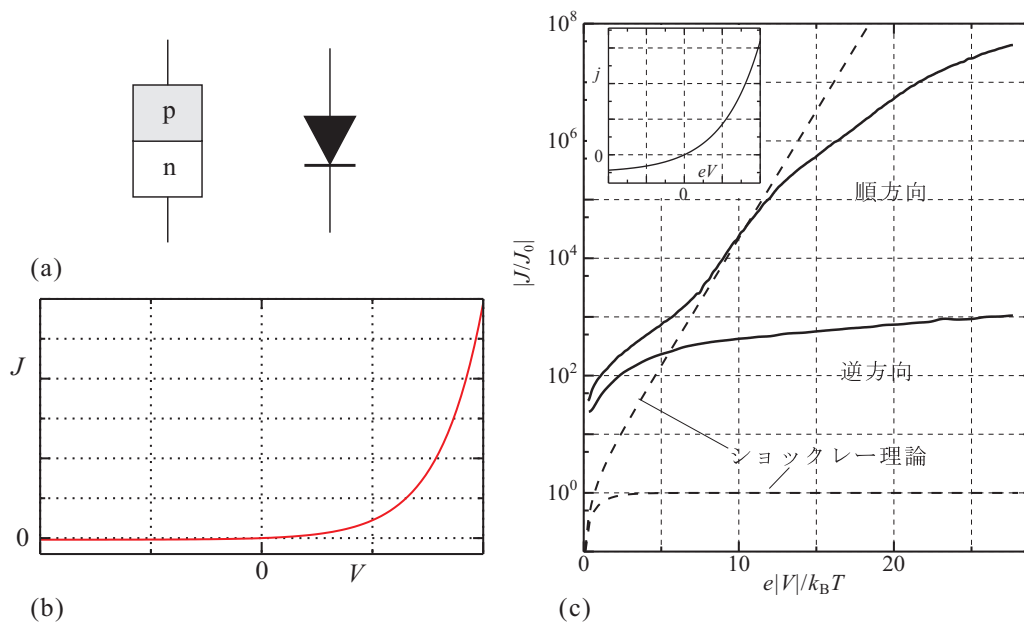 p
n
(a)
J
0
0
V
(b)
10^8
10^6
10^4
10^2
10^0
|J/J_0|
j
0
eV
0
順方向
逆方向
ショックレー理論
0
10
20
e|V|/k_BT
(c)